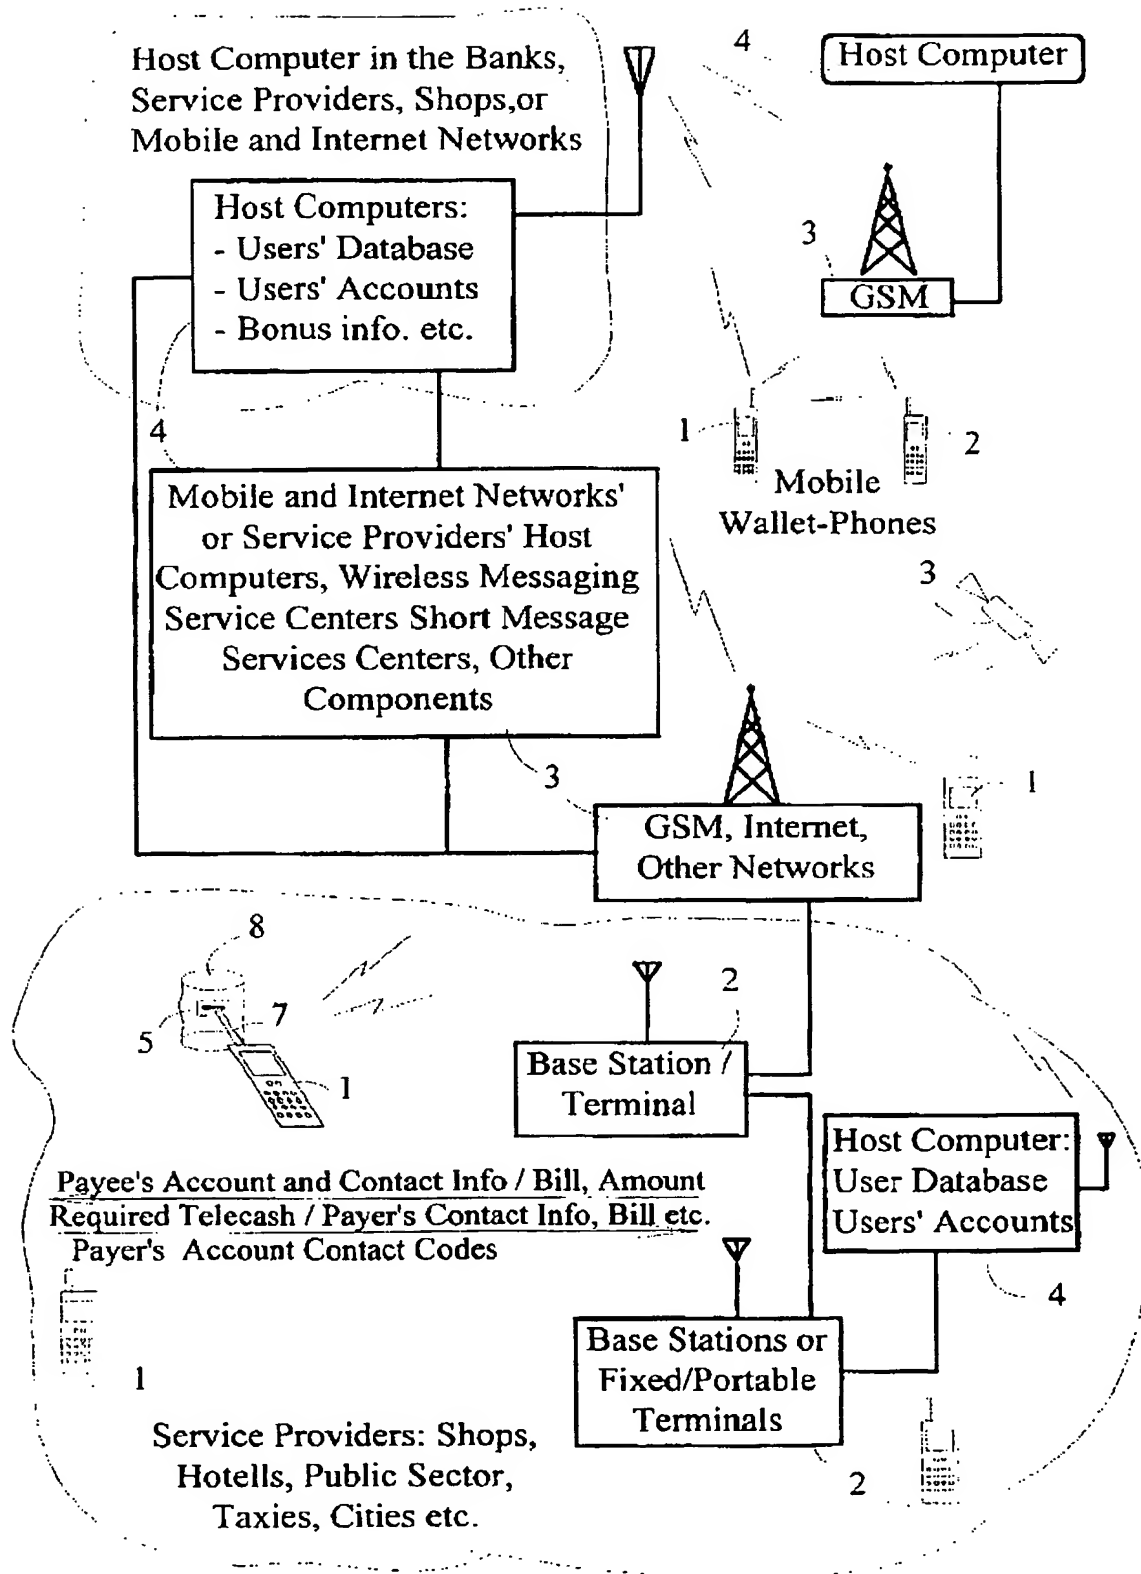 Host Computer in the Banks,
Service Providers, Shops,or
Mobile and Internet Networks
4
Host Computer
Host Computers:
- Users' Database
- Users' Accounts
- Bonus info. etc.
3
GSM
4
1
2
Mobile
Wallet-Phones
Mobile and Internet Networks'
or Service Providers' Host
Computers, Wireless Messaging
Service Centers Short Message
Services Centers, Other
Components
3
3
1
GSM, Internet,
Other Networks
8
5
7
1
2
Base Station /
Terminal
Host Computer:
User Database
Users' Accounts
4
Payee's Account and Contact Info / Bill, Amount
Required Telecash / Payer's Contact Info, Bill etc.
Payer's Account Contact Codes
1
Base Stations or
Fixed/Portable
Terminals
2
Service Providers: Shops,
Hotells, Public Sector,
Taxies, Cities etc.